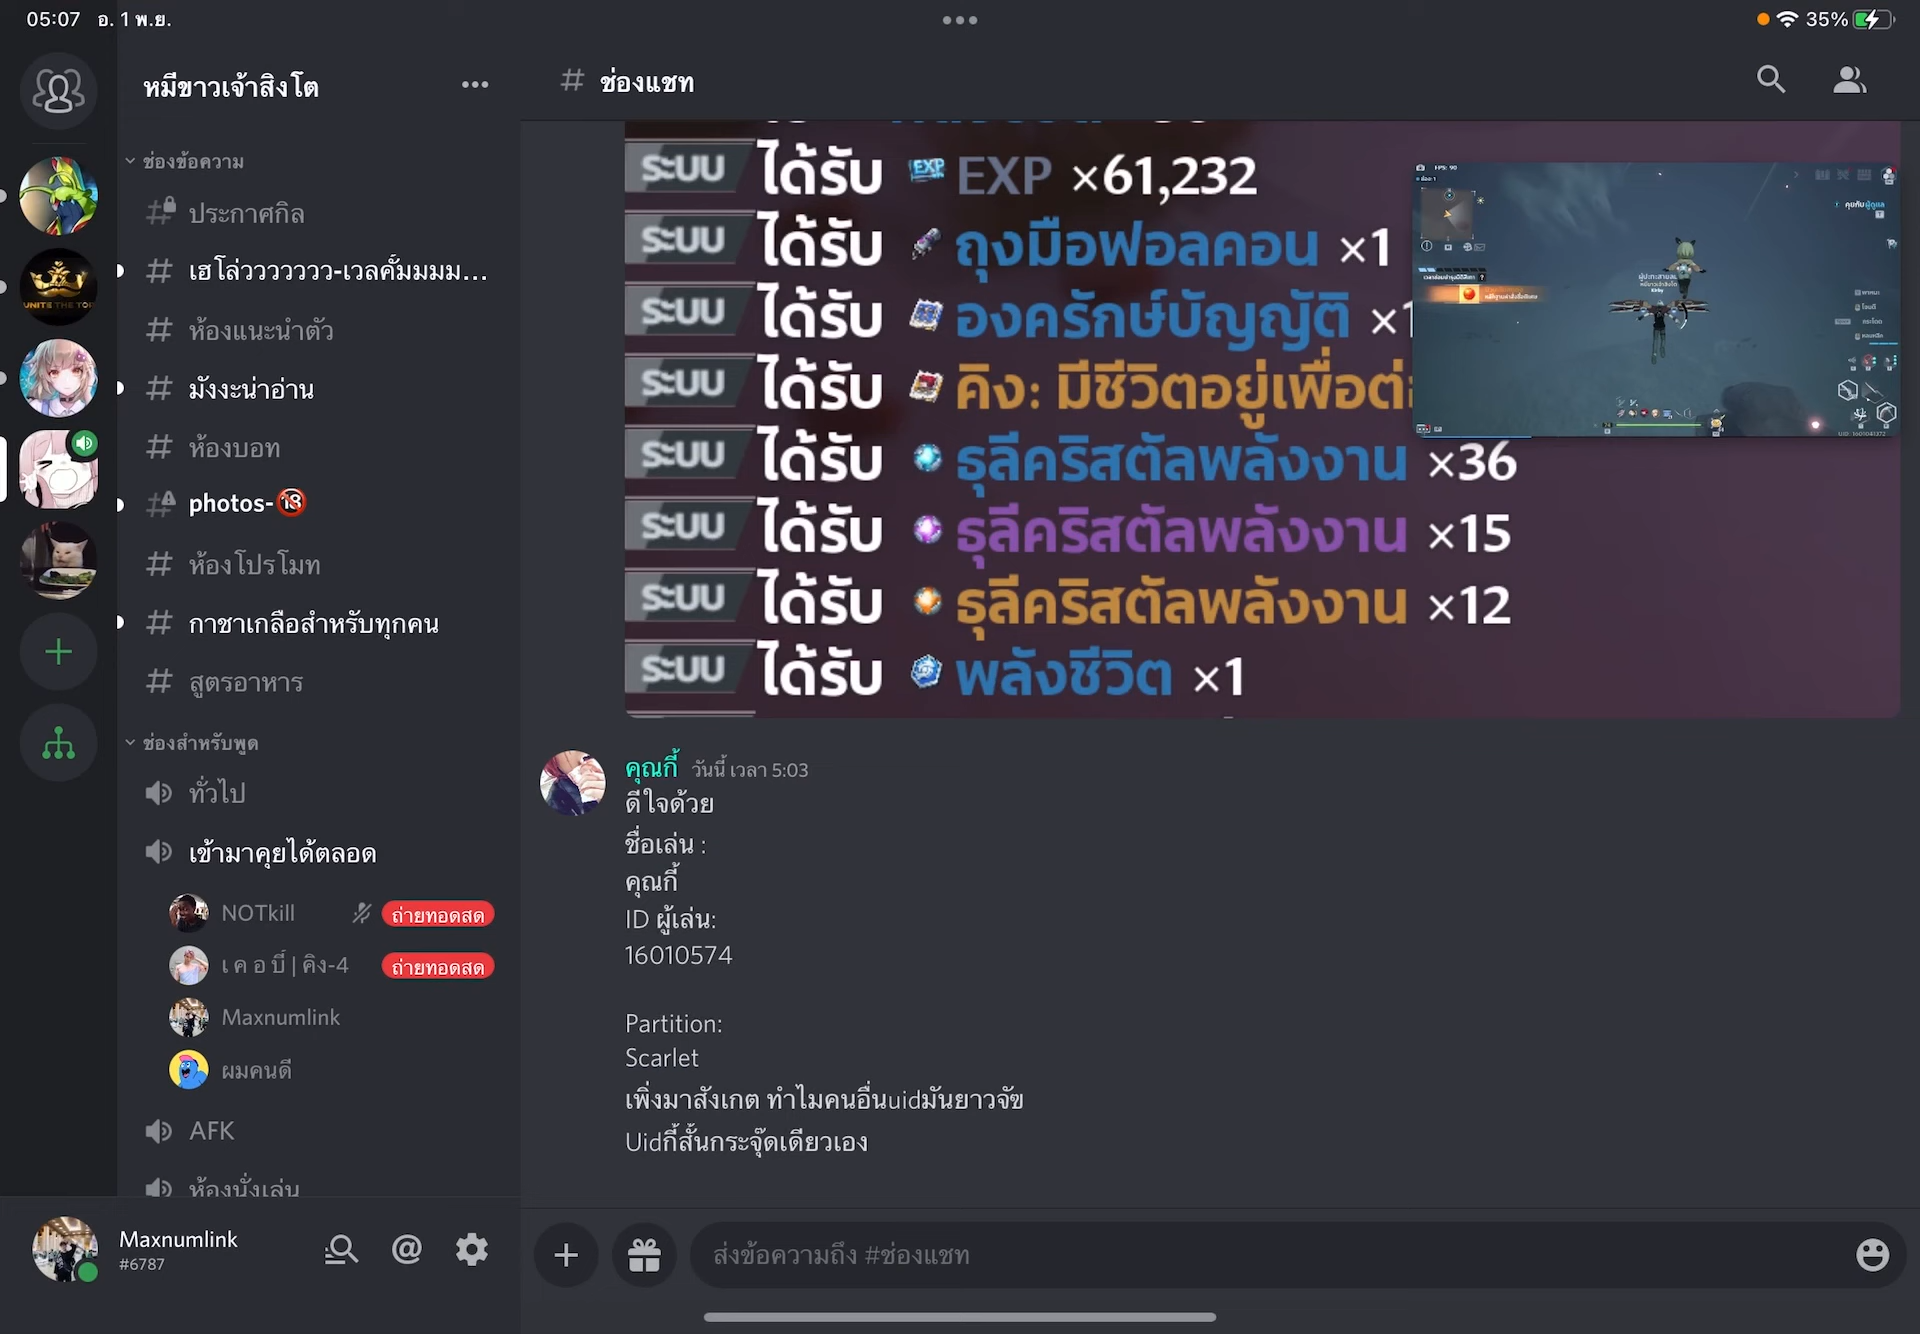 05:07 อ. 1 พ.ย.
35%
หมีขาวเจ้าสิงโต
ช่องแชท
ช่องข้อความ
ประกาศกิล
เฮโล่ววววววว-เวลคั้มมมม...
ห้องแนะนำตัว
มังงะน่าอ่าน
ห้องบอท
photos-🔞
ห้องโปรโมท
กาชาเกลือสำหรับทุกคน
สูตรอาหาร
ช่องสำหรับพูด
ทั่วไป
เข้ามาคุยได้ตลอด
NOTkill ถ่ายทอดสด
เ ค อ บี้ | คิง-4 ถ่ายทอดสด
Maxnumlink
ผมคนดี
AFK
ห้องนั่งเล่น
Maxnumlink
#6787
UNITE THE TOP
ระบบ ได้รับ EXP ×61,232
ระบบ ได้รับ ถุงมือฟอลคอน ×1
ระบบ ได้รับ องครักษ์บัญญัติ ×1
ระบบ ได้รับ คิง: มีชีวิตอยู่เพื่อต่
ระบบ ได้รับ ธุลีคริสตัลพลังงาน ×36
ระบบ ได้รับ ธุลีคริสตัลพลังงาน ×15
ระบบ ได้รับ ธุลีคริสตัลพลังงาน ×12
ระบบ ได้รับ พลังชีวิต ×1
FPS: 90
คุยกับผู้ดูแล
Kirby
คุณกี้ วันนี้ เวลา 5:03
ดีใจด้วย
ชื่อเล่น :
คุณกี้
ID ผู้เล่น:
16010574
Partition:
Scarlet
เพิ่งมาสังเกต ทำไมคนอื่นuidมันยาวจัฃ
Uidกี้สั้นกระจุ๊ดเดียวเอง
ส่งข้อความถึง #ช่องแชท